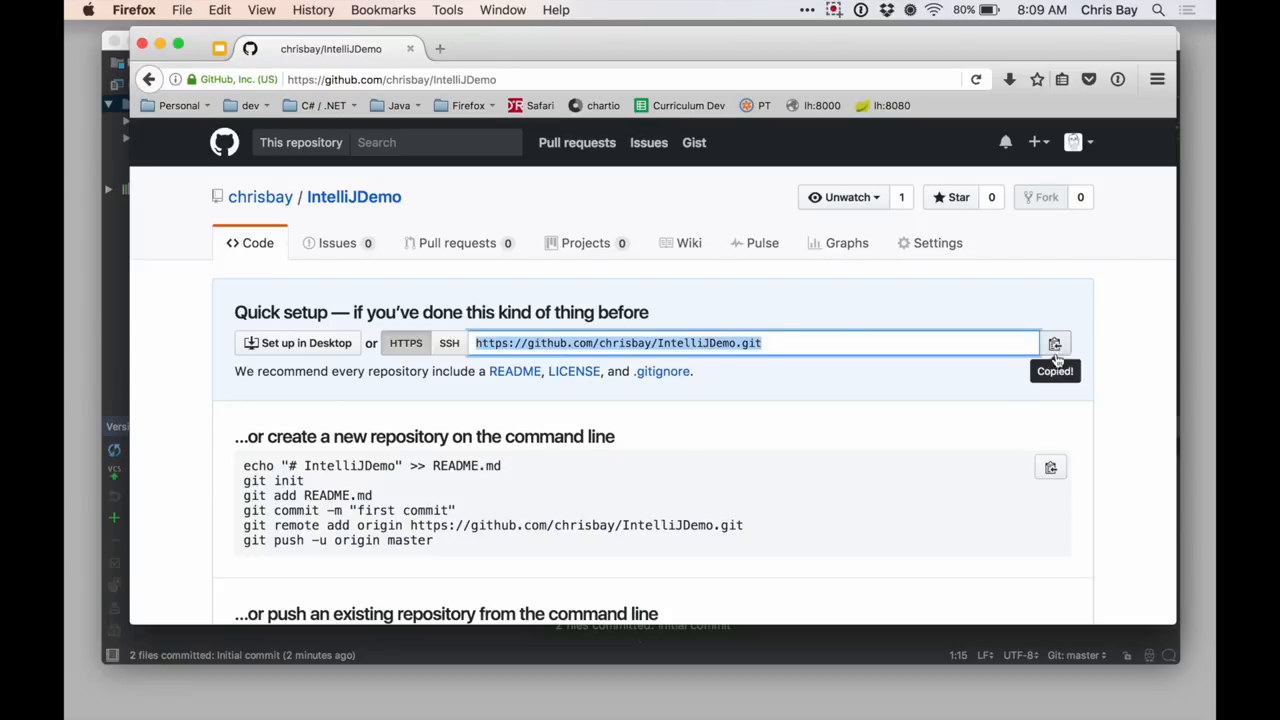 Firefox File Edit View History Bookmarks Tools Window Help 80% 8:09 AM Chris Bay
chrisbay/IntelliJDemo
GitHub, Inc. (US) https://github.com/chrisbay/IntelliJDemo
Personal dev C# / .NET Java Firefox Safari chartio Curriculum Dev PT lh:8000 lh:8080
This repository Search Pull requests Issues Gist
chrisbay / IntelliJDemo Unwatch 1 Star 0 Fork 0
<> Code Issues 0 Pull requests 0 Projects 0 Wiki Pulse Graphs Settings
Quick setup — if you’ve done this kind of thing before
Set up in Desktop or HTTPS SSH https://github.com/chrisbay/IntelliJDemo.git
We recommend every repository include a README, LICENSE, and .gitignore.
Copied!
Versi
…or create a new repository on the command line
echo "# IntelliJDemo" >> README.md
git init
git add README.md
git commit -m "first commit"
git remote add origin https://github.com/chrisbay/IntelliJDemo.git
git push -u origin master
VCS
…or push an existing repository from the command line
2 files committed: Initial commit
2 files committed: Initial commit (2 minutes ago) 1:15 LF UTF-8 Git: master